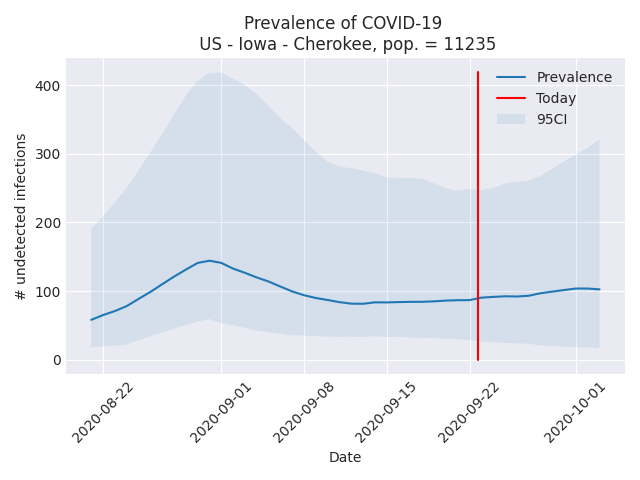 Prevalence of COVID-19
US - Iowa - Cherokee, pop. = 11235
Prevalence
Today
95CI
# undetected infections
400
300
200
100
0
2020-08-22
2020-09-01
2020-09-08
2020-09-15
2020-09-22
2020-10-01
Date